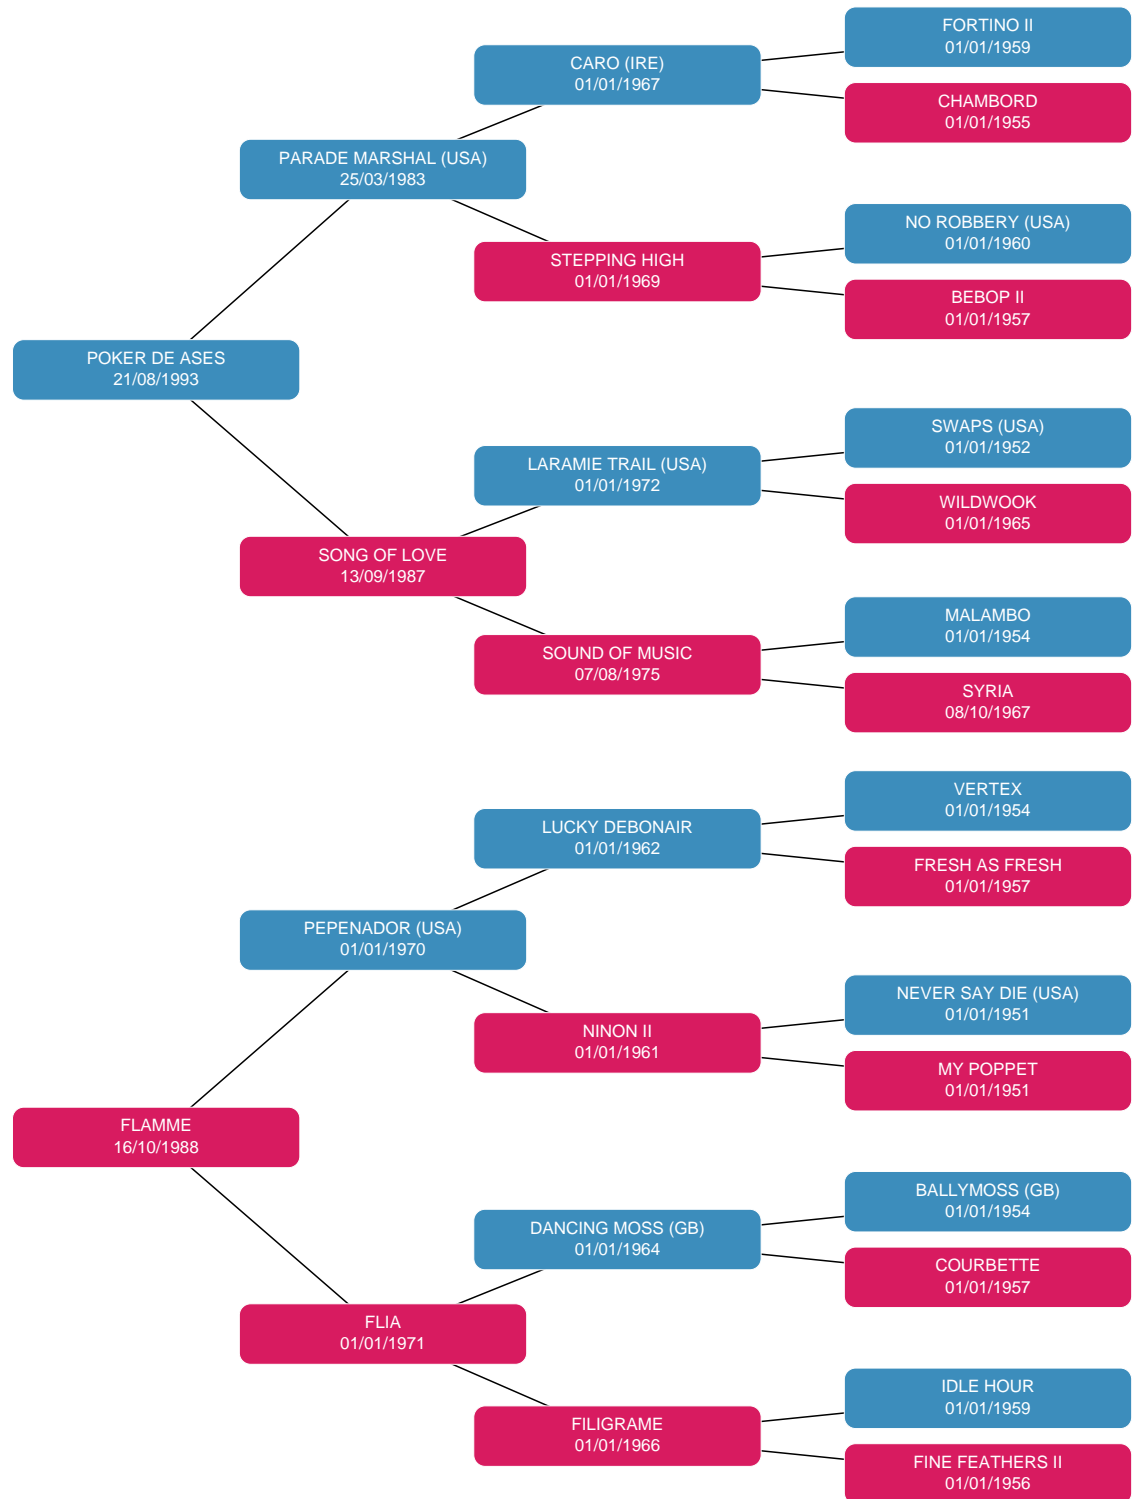 FORTINO II
01/01/1959
CARO (IRE)
01/01/1967
CHAMBORD
01/01/1955
PARADE MARSHAL (USA)
25/03/1983
NO ROBBERY (USA)
01/01/1960
STEPPING HIGH
01/01/1969
BEBOP II
01/01/1957
POKER DE ASES
21/08/1993
SWAPS (USA)
01/01/1952
LARAMIE TRAIL (USA)
01/01/1972
WILDWOOK
01/01/1965
SONG OF LOVE
13/09/1987
MALAMBO
01/01/1954
SOUND OF MUSIC
07/08/1975
SYRIA
08/10/1967
VERTEX
01/01/1954
LUCKY DEBONAIR
01/01/1962
FRESH AS FRESH
01/01/1957
PEPENADOR (USA)
01/01/1970
NEVER SAY DIE (USA)
01/01/1951
NINON II
01/01/1961
MY POPPET
01/01/1951
FLAMME
16/10/1988
BALLYMOSS (GB)
01/01/1954
DANCING MOSS (GB)
01/01/1964
COURBETTE
01/01/1957
FLIA
01/01/1971
IDLE HOUR
01/01/1959
FILIGRAME
01/01/1966
FINE FEATHERS II
01/01/1956